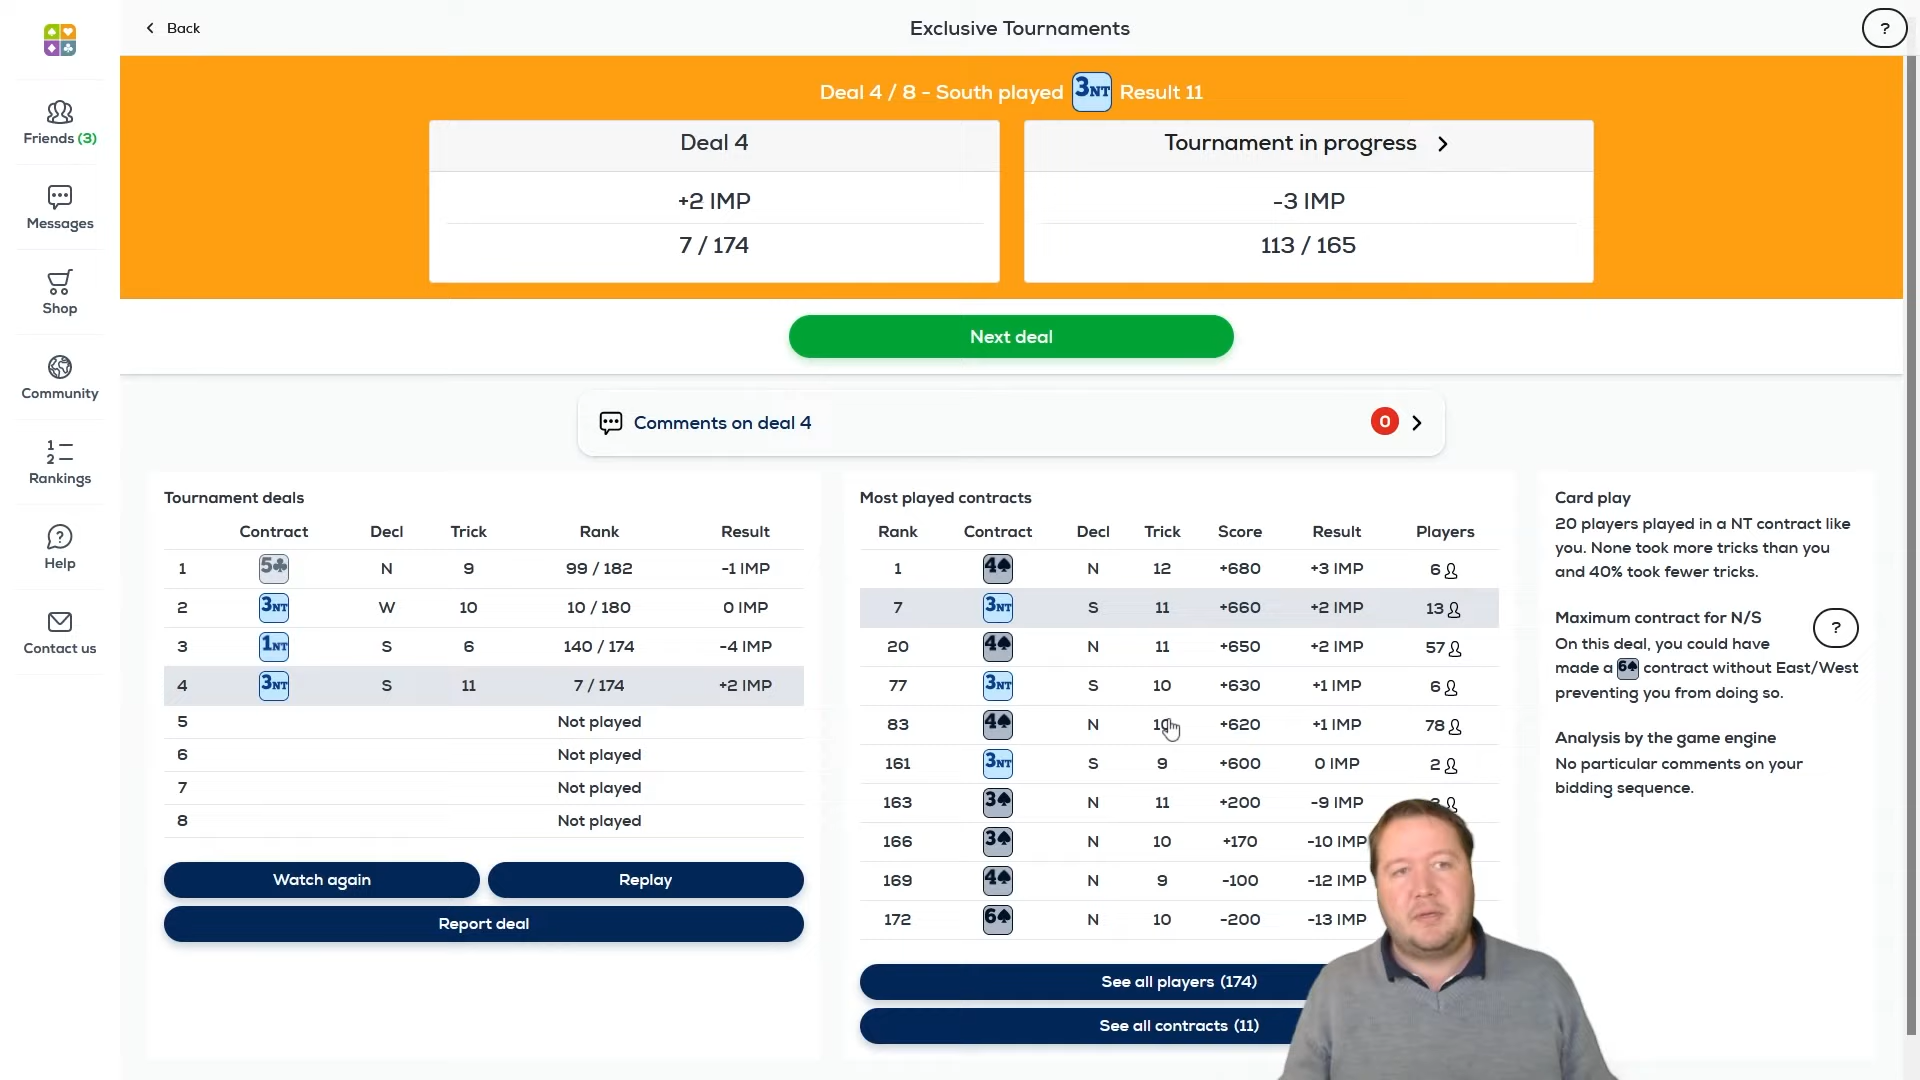 Back
Exclusive Tournaments
?
Friends (3)
Messages
Shop
Community
1
2
Rankings
?
Help
Contact us
Deal 4 / 8 - South played 3NT Result 11
Deal 4
+2 IMP
7 / 174
Tournament in progress
-3 IMP
113 / 165
Next deal
Comments on deal 4 0
Tournament deals
Contract Decl Trick Rank Result
1 5♣ N 9 99 / 182 -1 IMP
2 3NT W 10 10 / 180 0 IMP
3 1NT S 6 140 / 174 -4 IMP
4 3NT S 11 7 / 174 +2 IMP
5 Not played
6 Not played
7 Not played
8 Not played
Watch again Replay
Report deal
Most played contracts
Rank Contract Decl Trick Score Result Players
1 4♠ N 12 +680 +3 IMP 6
7 3NT S 11 +660 +2 IMP 13
20 4♠ N 11 +650 +2 IMP 57
77 3NT S 10 +630 +1 IMP 6
83 4♠ N 10 +620 +1 IMP 78
161 3NT S 9 +600 0 IMP 2
163 3♠ N 11 +200 -9 IMP
166 3♠ N 10 +170 -10 IMP
169 4♠ N 9 -100 -12 IMP
172 6♠ N 10 -200 -13 IMP
See all players (174)
See all contracts (11)
Card play
20 players played in a NT contract like
you. None took more tricks than you
and 40% took fewer tricks.
Maximum contract for N/S
?
On this deal, you could have
made a 6♠ contract without East/West
preventing you from doing so.
Analysis by the game engine
No particular comments on your
bidding sequence.